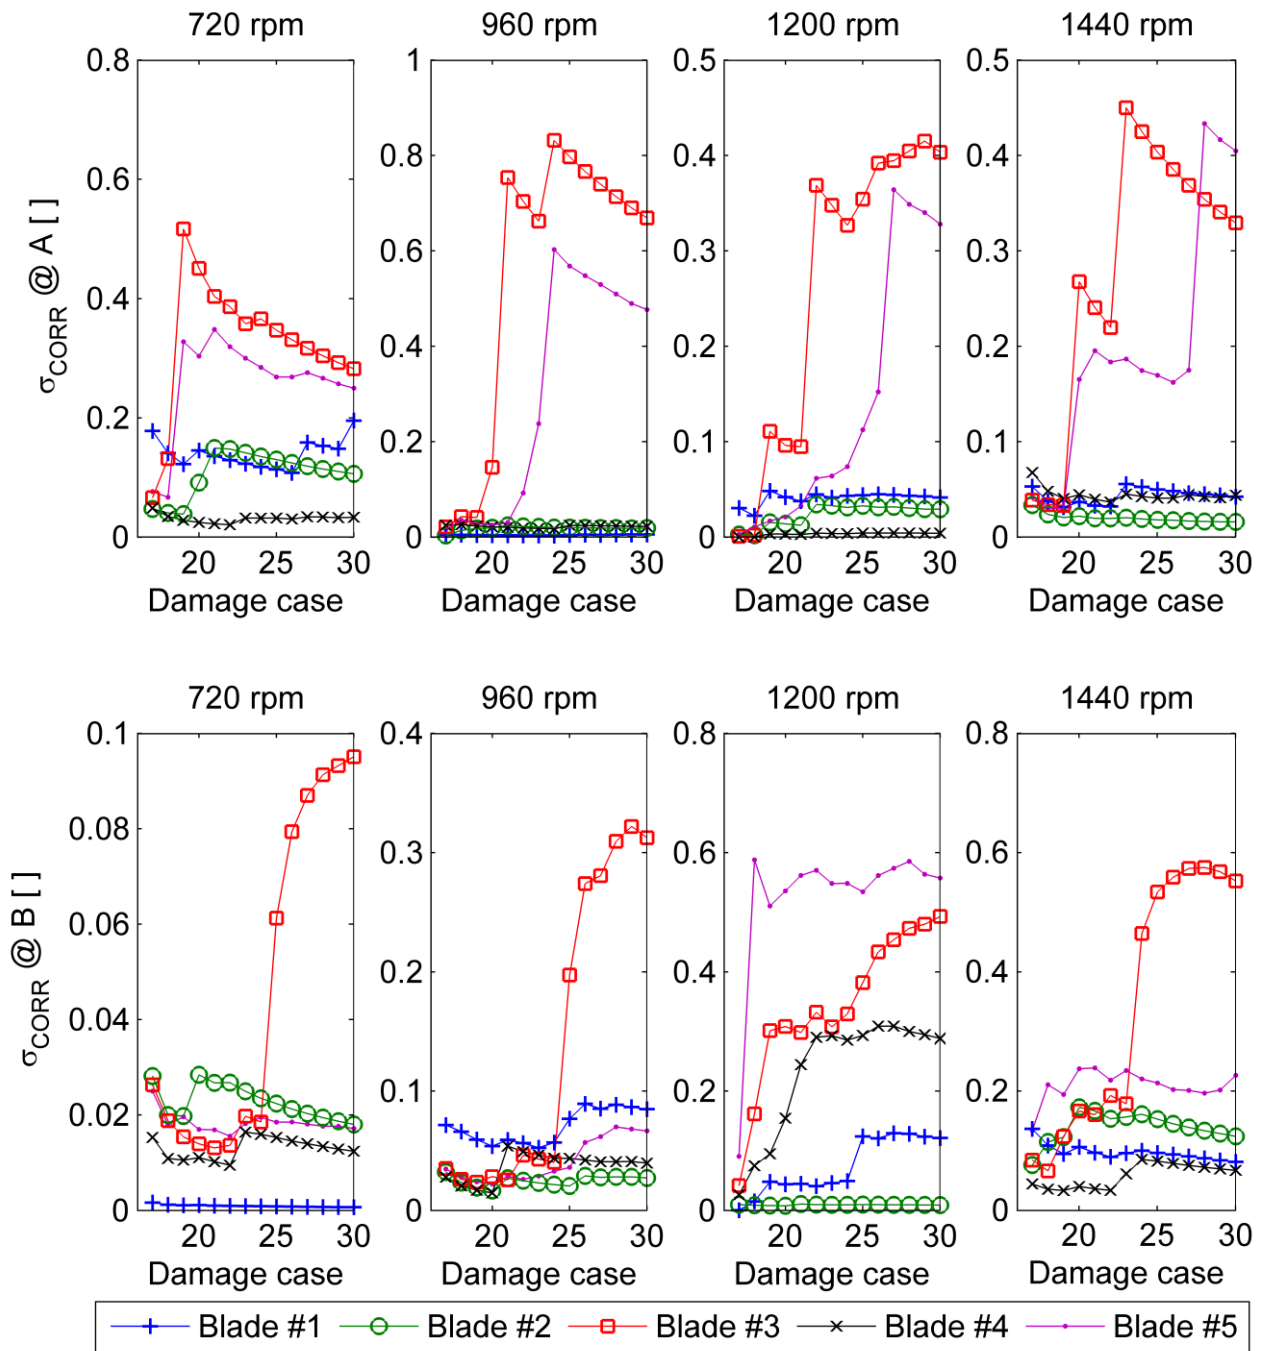 720 rpm 960 rpm 1200 rpm 1440 rpm
0.8 1 0.5 0.5
0.6 0.8 0.4 0.4
0.6 0.3 0.3
0.4 0.4 0.2 0.2
0.2 0.2 0.1 0.1
0 0 0 0
σCORR @ A [ ]
20 25 30 20 25 30 20 25 30 20 25 30
Damage case Damage case Damage case Damage case
720 rpm 960 rpm 1200 rpm 1440 rpm
0.1 0.4 0.8 0.8
0.08 0.3 0.6 0.6
0.06 0.2 0.4 0.4
0.04
0.02 0.1 0.2 0.2
0 0 0 0
σCORR @ B [ ]
20 25 30 20 25 30 20 25 30 20 25 30
Damage case Damage case Damage case Damage case
Blade #1 Blade #2 Blade #3 Blade #4 Blade #5